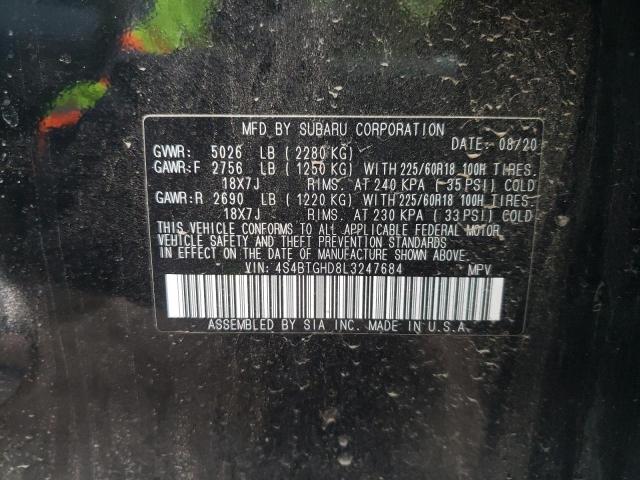 MFD. BY SUBARU CORPORATION
DATE: 08/20
GVWR: 5026 LB ( 2280 KG)
GAWR:F 2756 LB ( 1250 KG) WITH 225/60R18 100H TIRES.
18X7J RIMS. AT 240 KPA ( 35 PSI) COLD
GAWR:R 2690 LB ( 1220 KG) WITH 225/60R18 100H TIRES.
18X7J RIMS. AT 230 KPA ( 33 PSI) COLD
THIS VEHICLE CONFORMS TO ALL APPLICABLE FEDERAL MOTOR
VEHICLE SAFETY AND THEFT PREVENTION STANDARDS
IN EFFECT ON THE DATE OF MANUFACTURE SHOWN ABOVE.
VIN: 4S4BTGHD8L3247684 MPV
ASSEMBLED BY SIA INC. MADE IN U.S.A.